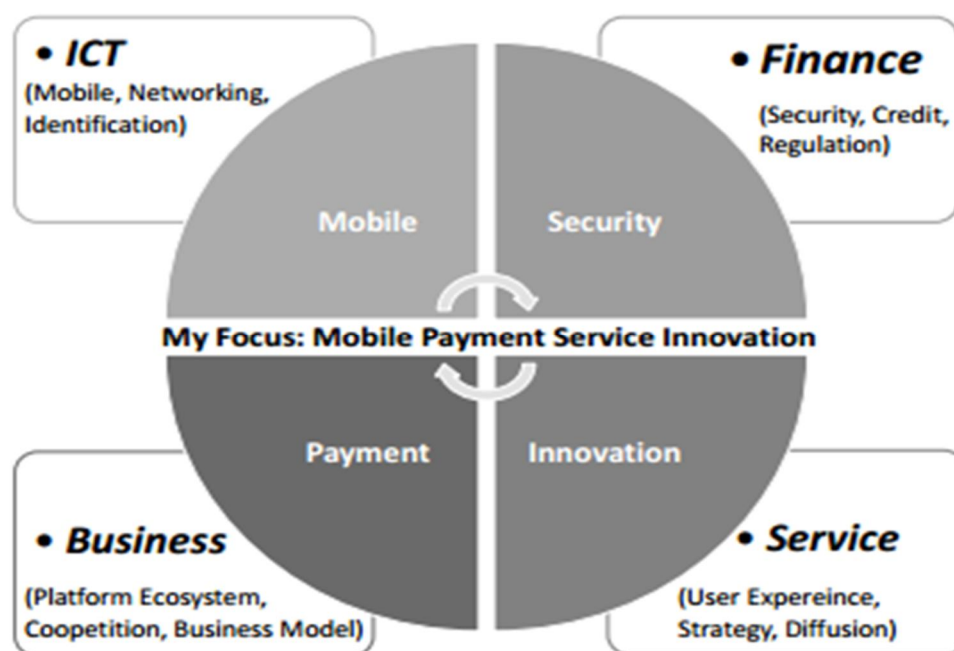 • ICT
(Mobile, Networking,
Identification)
• Finance
(Security, Credit,
Regulation)
Mobile
Security
My Focus: Mobile Payment Service Innovation
Payment
Innovation
• Business
(Platform Ecosystem,
Coopetition, Business Model)
• Service
(User Expereince,
Strategy, Diffusion)